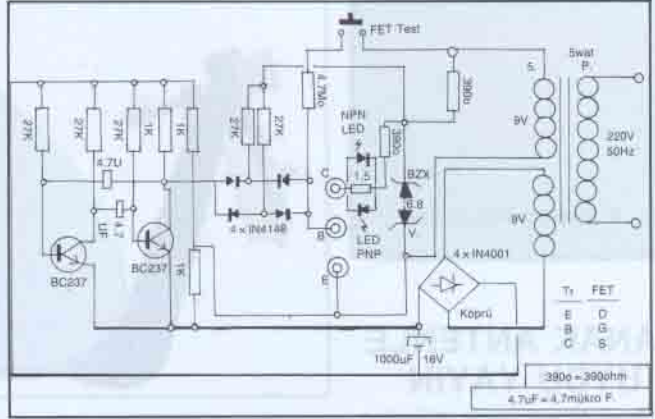 FET Test
5wat
S. P.
390o
4.7Mo
NPN
LED
9V
220V
50Hz
27K
27K
27K
1K
1K
27K
27K
390o
4.7U
C
1.5
BZX
6.8
V.
4.7
UF
4 x IN4148
B
LED
PNP
9V
BC237
BC237
1K
E
4 x IN4001
Köprü
Tr FET
E D
B G
C S
1000uF 16V
390o = 390ohm
4.7uF = 4.7mükro F.